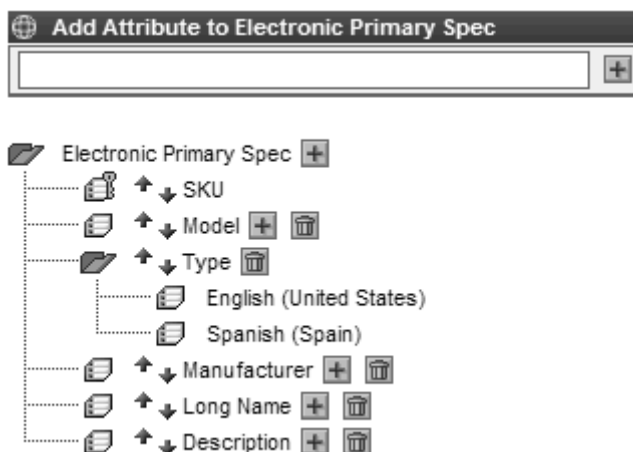 Add Attribute to Electronic Primary Spec
Electronic Primary Spec
SKU
Model
Type
English (United States)
Spanish (Spain)
Manufacturer
Long Name
Description